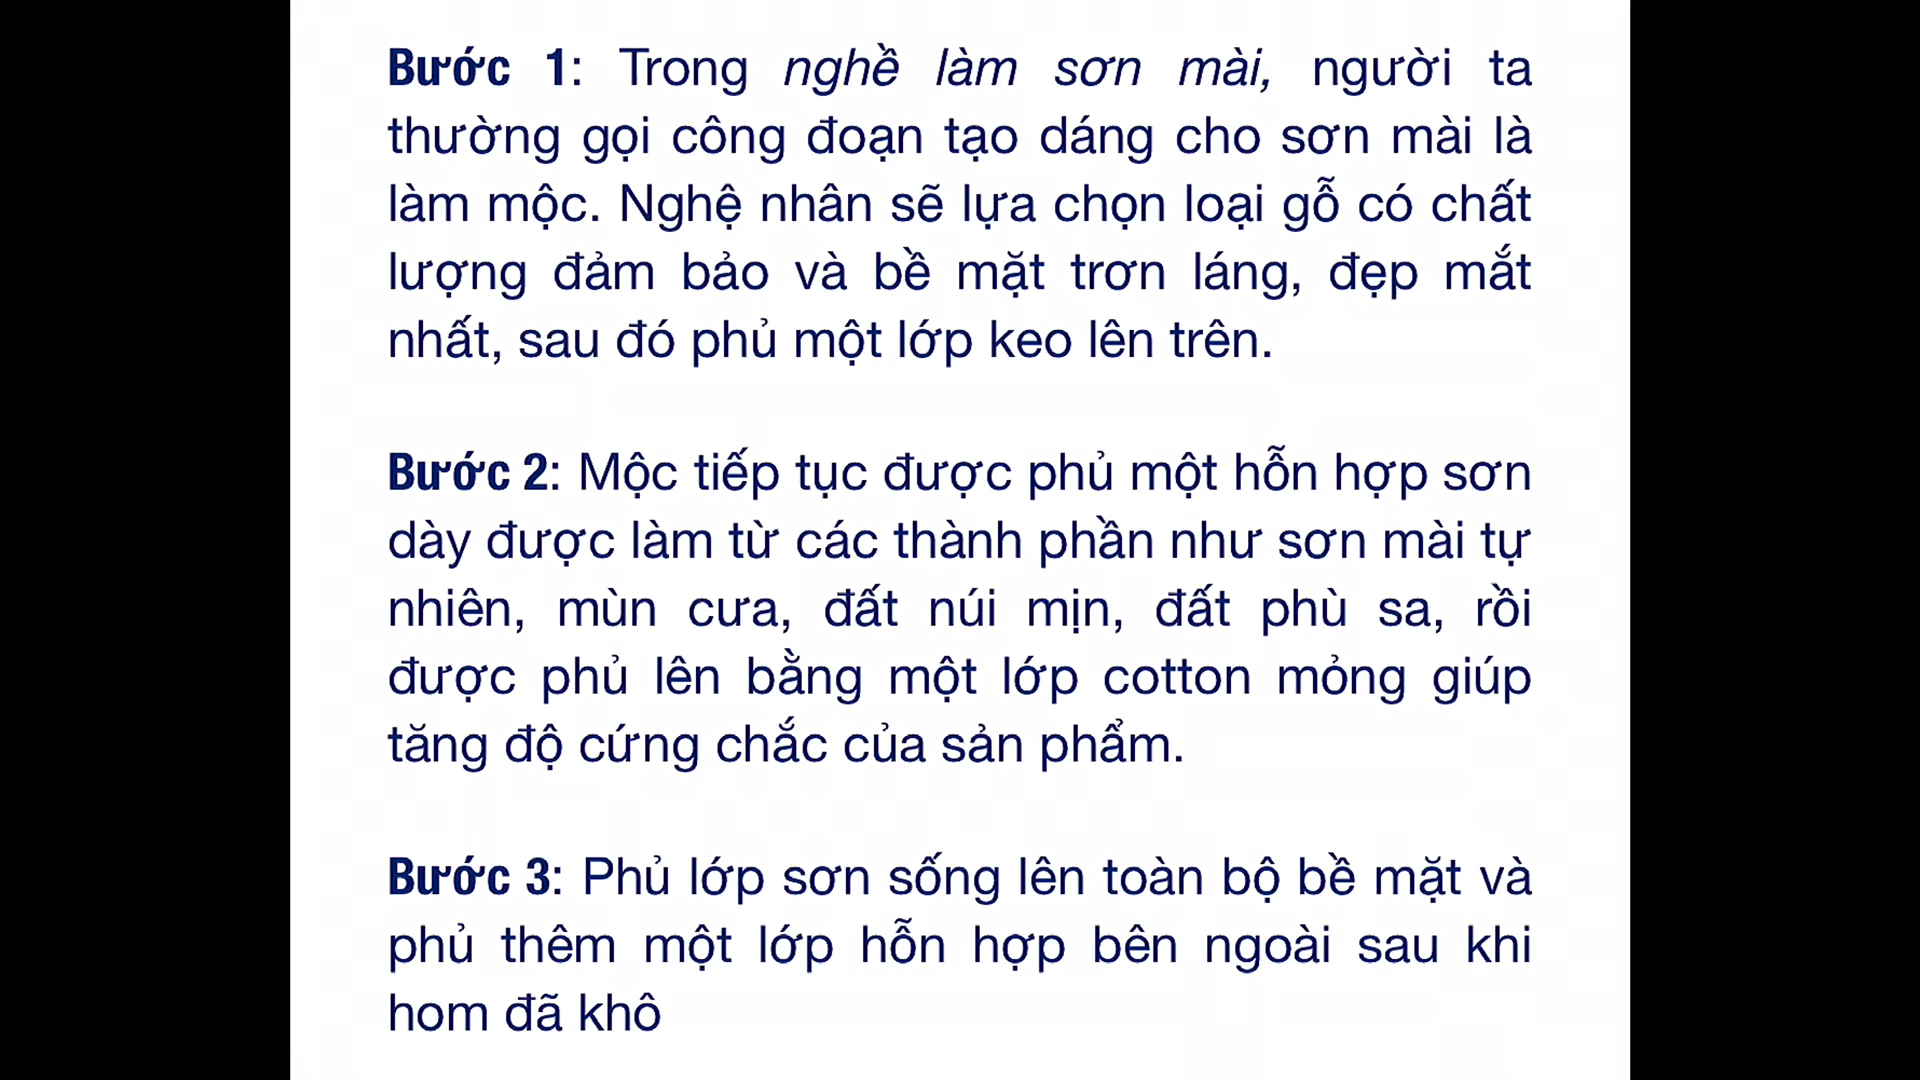 Bước 1: Trong nghề làm sơn mài, người ta
thường gọi công đoạn tạo dáng cho sơn mài là
làm mộc. Nghệ nhân sẽ lựa chọn loại gỗ có chất
lượng đảm bảo và bề mặt trơn láng, đẹp mắt
nhất, sau đó phủ một lớp keo lên trên.
Bước 2: Mộc tiếp tục được phủ một hỗn hợp sơn
dày được làm từ các thành phần như sơn mài tự
nhiên, mùn cưa, đất núi mịn, đất phù sa, rồi
được phủ lên bằng một lớp cotton mỏng giúp
tăng độ cứng chắc của sản phẩm.
Bước 3: Phủ lớp sơn sống lên toàn bộ bề mặt và
phủ thêm một lớp hỗn hợp bên ngoài sau khi
hom đã khô